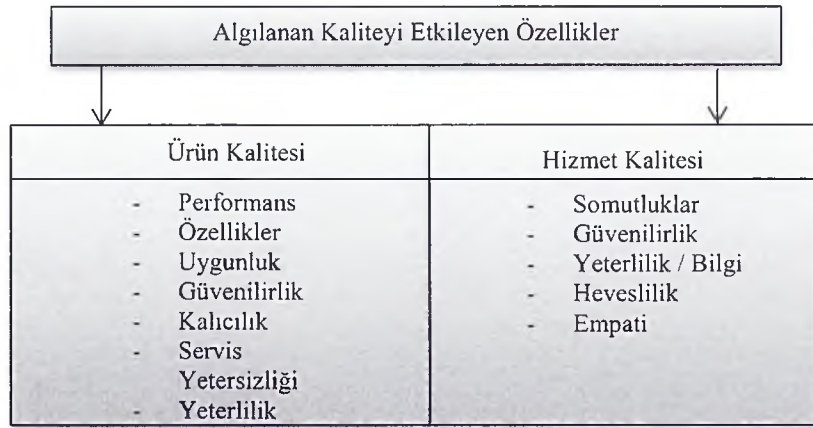 Algılanan Kaliteyi Etkileyen Özellikler
Ürün Kalitesi
- Performans
- Özellikler
- Uygunluk
- Güvenilirlik
- Kalıcılık
- Servis
Yetersizliği
- Yeterlilik
Hizmet Kalitesi
- Somutluklar
- Güvenilirlik
- Yeterlilik / Bilgi
- Heveslilik
- Empati